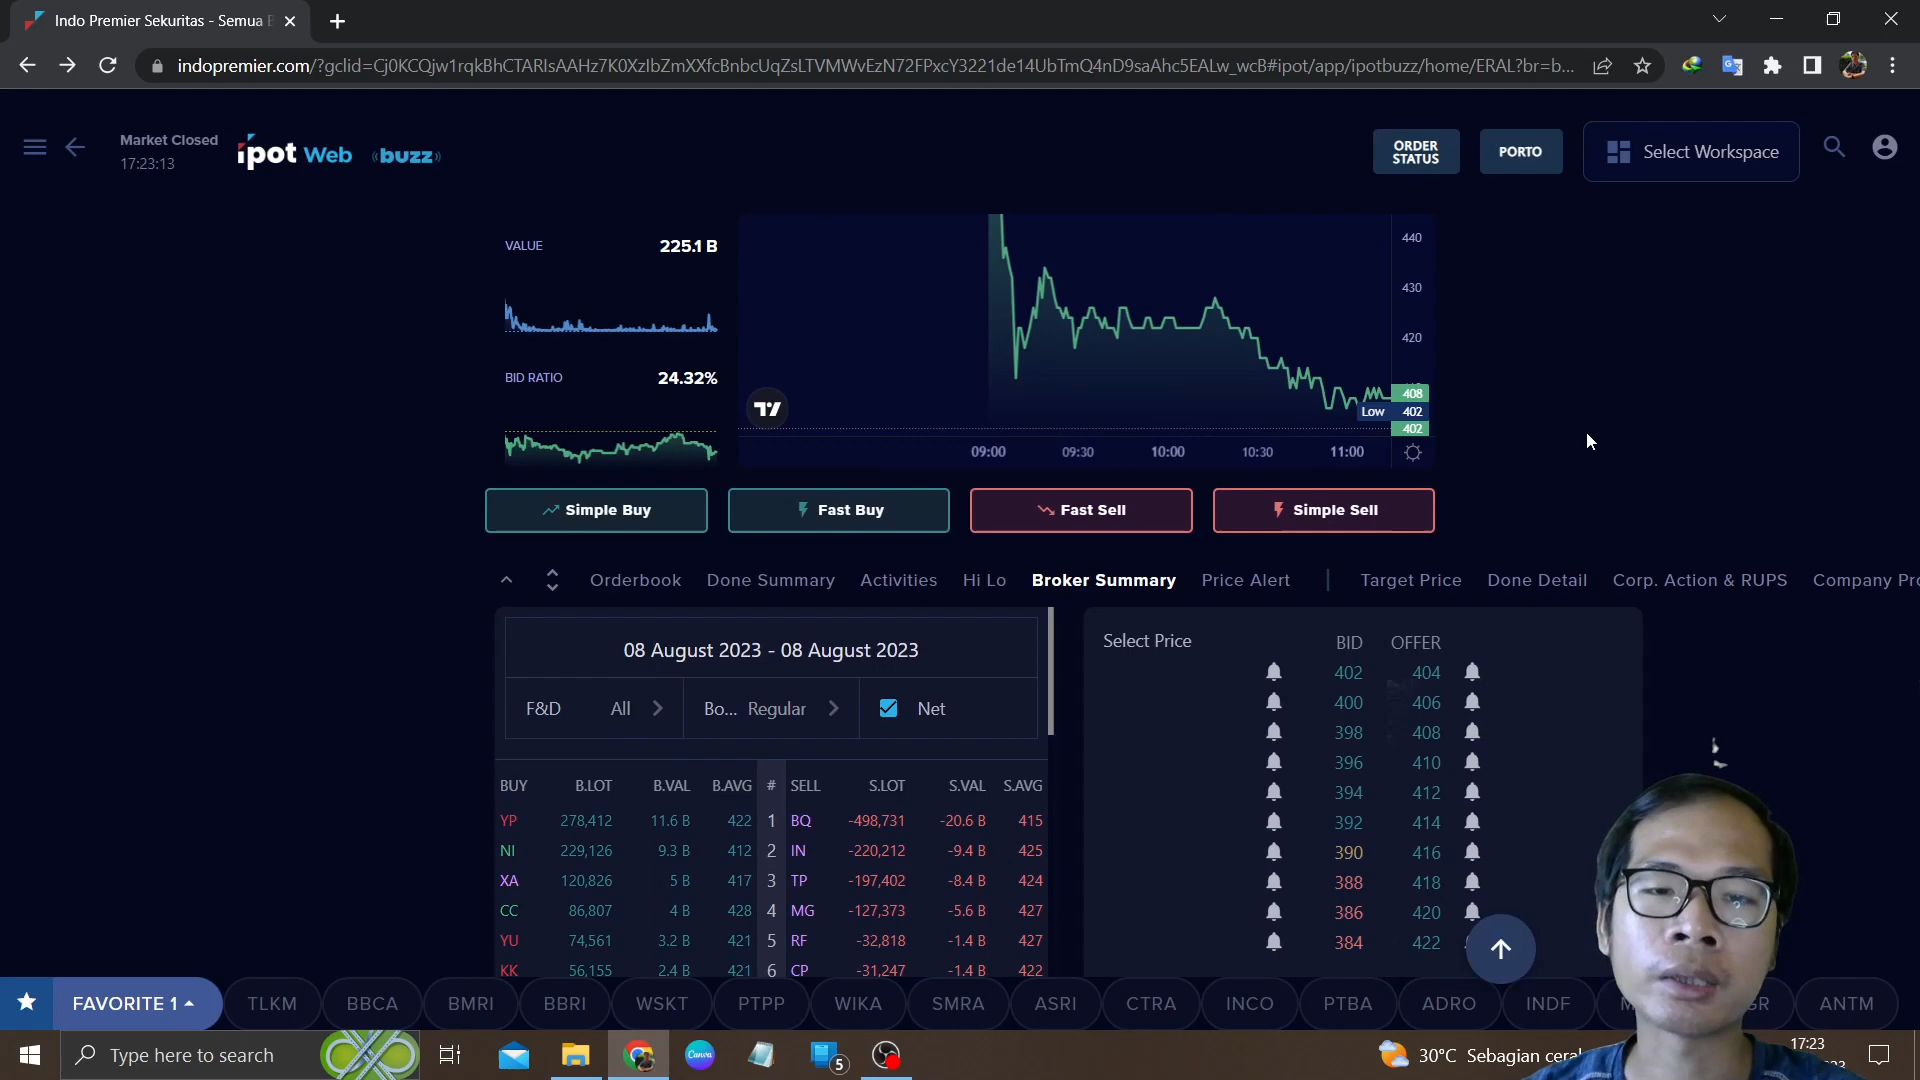 Indo Premier Sekuritas - Semua
indopremier.com/?gclid=Cj0KCQjw1rqkBhCTARIsAAHz7K0XzIbZmXXfcBnbcUqZsLTVMWvEzN72FPxcY3221de14UbTmQ4nD9saAhc5EALw_wcB#ipot/app/ipotbuzz/home/ERAL?br=b...
Market Closed
17:23:13
ipot Web buzz
ORDER STATUS
PORTO
Select Workspace
VALUE 225.1 B
BID RATIO 24.32%
440
430
420
408
Low 402
402
09:00 09:30 10:00 10:30 11:00
Simple Buy Fast Buy Fast Sell Simple Sell
Orderbook Done Summary Activities Hi Lo Broker Summary Price Alert Target Price Done Detail Corp. Action & RUPS Company
08 August 2023 - 08 August 2023
F&D All Bo... Regular Net
BUY B.LOT B.VAL B.AVG # SELL S.LOT S.VAL S.AVG
YP 278,412 11.6 B 422 1 BQ -498,731 -20.6 B 415
NI 229,126 9.3 B 412 2 IN -220,212 -9.4 B 425
XA 120,826 5 B 417 3 TP -197,402 -8.4 B 424
CC 86,807 4 B 428 4 MG -127,373 -5.6 B 427
YU 74,561 3.2 B 421 5 RF -32,818 -1.4 B 427
KK 56,155 2.4 B 421 6 CP -31,247 -1.4 B 422
Select Price BID OFFER
402 404
400 406
398 408
396 410
394 412
392 414
390 416
388 418
386 420
384 422
FAVORITE 1 TLKM BBCA BMRI BBRI WSKT PTPP WIKA SMRA ASRI CTRA INCO PTBA ADRO INDF ANTM
Type here to search
5
30°C Sebagian
17:23